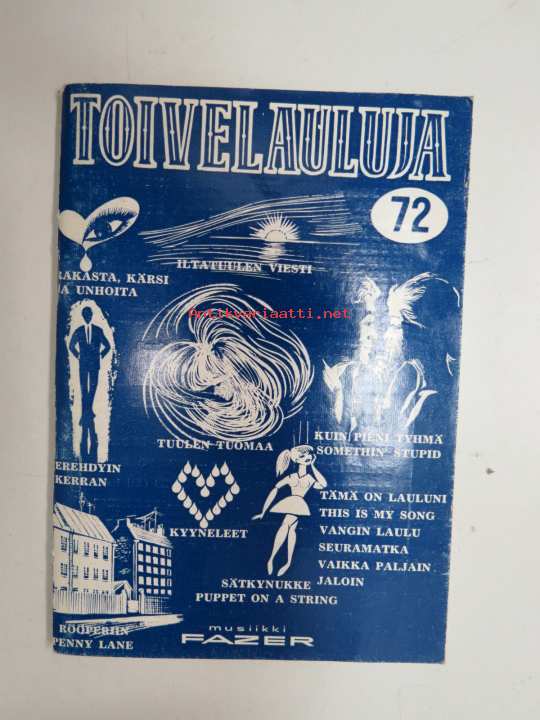 TOIVELAULUJA
72
ILTATUULEN VIESTI
RAKASTA, KÄRSI
JA UNHOITA
Antikvariaatti.net
TUULEN TUOMAA
KUIN PIENI TYHMÄ
SOMETHIN' STUPID
EREHDYIN
KERRAN
KYYNELEET
TÄMÄ ON LAULUNI
THIS IS MY SONG
VANGIN LAULU
SEURAMATKA
VAIKKA PALJAIN
JALOIN
SÄTKYNUKKE
PUPPET ON A STRING
ROOPERIIN
PENNY LANE
musiikki
FAZER